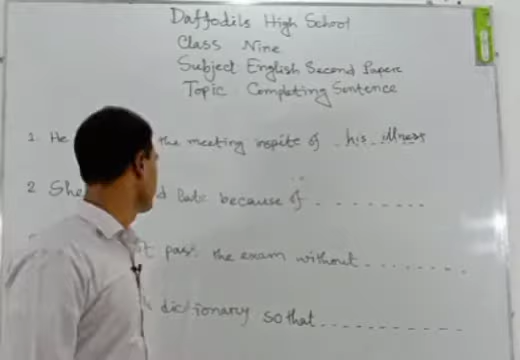 Daffodils High School
Class Nine
Subject English Second Paper
Topic Completing Sentence
1. He the meeting inspite of his illness
2. She late because of ........
pass the exam without ........
dictionary so that ............